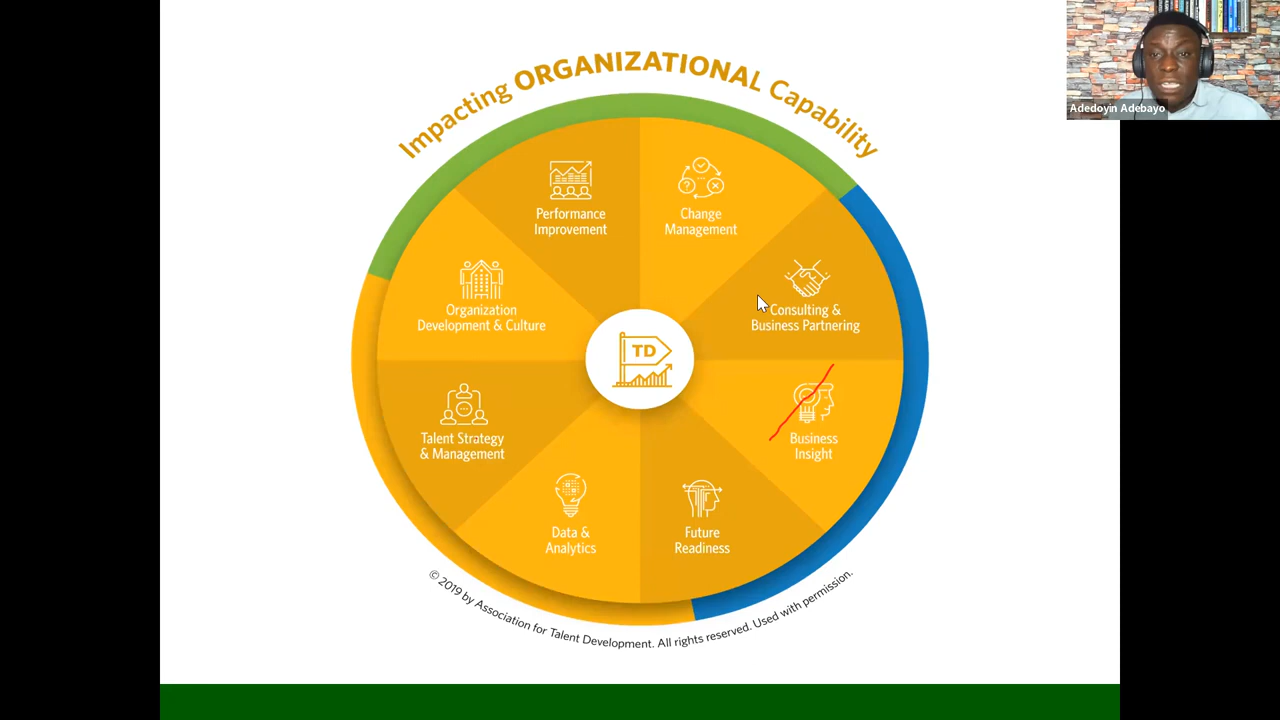 Impacting ORGANIZATIONAL Capability
Adedoyin Adebayo
Performance
Improvement
Change
Management
Organization
Development & Culture
Consulting &
Business Partnering
TD
Talent Strategy
& Management
Business
Insight
Data &
Analytics
Future
Readiness
© 2019 by Association for Talent Development. All rights reserved. Used with permission.